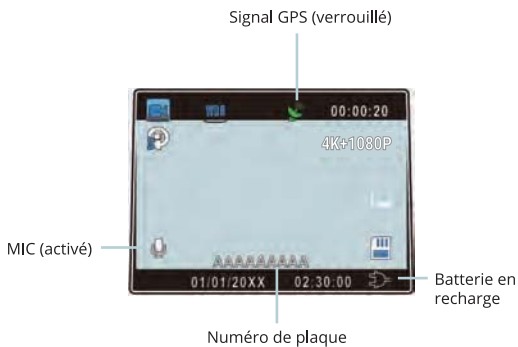 Signal GPS (verrouillé)
00:00:20
4K+1080P
MIC (activé)
AAAAAAAAA
01/01/20XX 02:30:00
Batterie en
recharge
Numéro de plaque